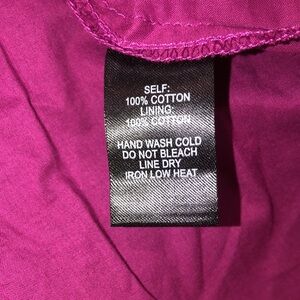 SELF:
100% COTTON
LINING:
100% COTTON
HAND WASH COLD
DO NOT BLEACH
LINE DRY
IRON LOW HEAT